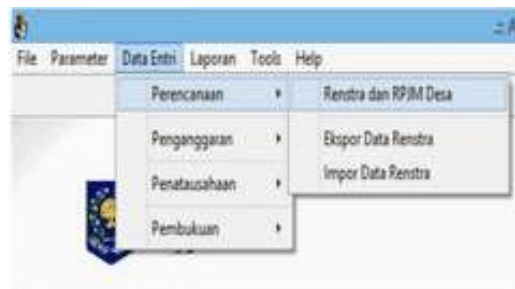 File Parameter Data Entri Laporan Tools Help
Perencanaan
Penganggaran
Penatausahaan
Pembukuan
Renstra dan RPJM Desa
Ekspor Data Renstra
Impor Data Renstra